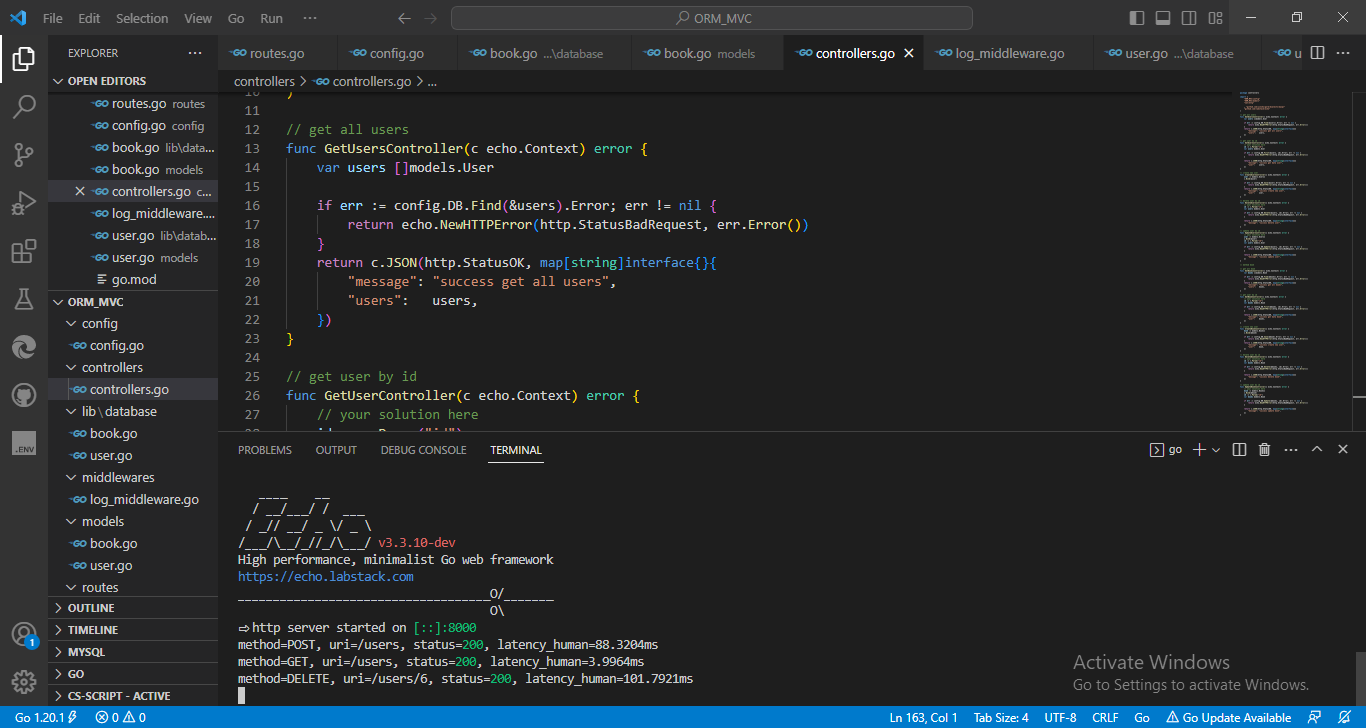 File Edit Selection View Go Run ··· ORM_MVC
EXPLORER ···
OPEN EDITORS
routes.go routes
config.go config
book.go lib\data...
book.go models
controllers.go c...
log_middleware....
user.go lib\datab...
user.go models
go.mod
ORM_MVC
config
config.go
controllers
controllers.go
lib\database
book.go
user.go
middlewares
log_middleware.go
models
book.go
user.go
routes
OUTLINE
TIMELINE
MYSQL
GO
CS-SCRIPT - ACTIVE
.ENV
1
routes.go config.go book.go ...\database book.go models controllers.go log_middleware.go user.go ...\database u
controllers > controllers.go > ...
10 }
11
12 // get all users
13 func GetUsersController(c echo.Context) error {
14 var users []models.User
15
16 if err := config.DB.Find(&users).Error; err != nil {
17 return echo.NewHTTPError(http.StatusBadRequest, err.Error())
18 }
19 return c.JSON(http.StatusOK, map[string]interface{}{
20 "message": "success get all users",
21 "users": users,
22 })
23 }
24
25 // get user by id
26 func GetUserController(c echo.Context) error {
27 // your solution here
PROBLEMS OUTPUT DEBUG CONSOLE TERMINAL go
v3.3.10-dev
High performance, minimalist Go web framework
https://echo.labstack.com
____________________________________O/_______
O\
⇨ http server started on [::]:8000
method=POST, uri=/users, status=200, latency_human=88.3204ms
method=GET, uri=/users, status=200, latency_human=3.9964ms
method=DELETE, uri=/users/6, status=200, latency_human=101.7921ms
Activate Windows
Go to Settings to activate Windows.
Go 1.20.1 0 0 Ln 163, Col 1 Tab Size: 4 UTF-8 CRLF Go Go Update Available